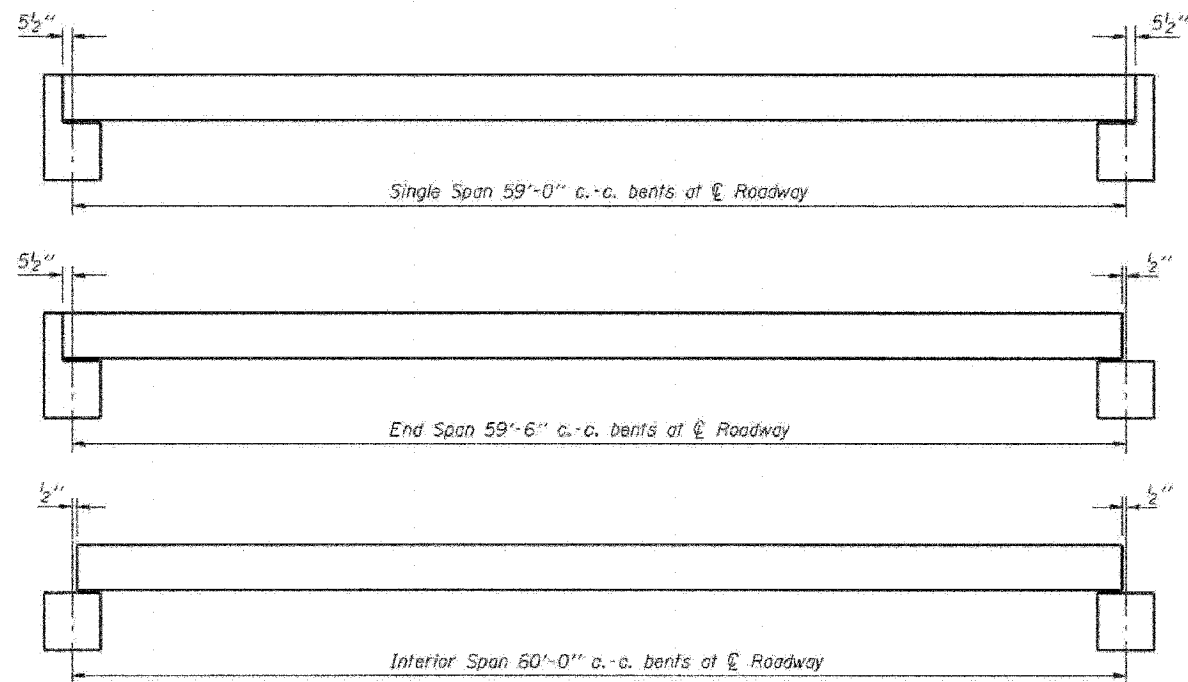 5½" 5½"
Single Span 59'-0" c.-c. bents at ℄ Roadway
5½" ½"
End Span 59'-6" c.-c. bents at ℄ Roadway
½" ½"
Interior Span 60'-0" c.-c. bents at ℄ Roadway